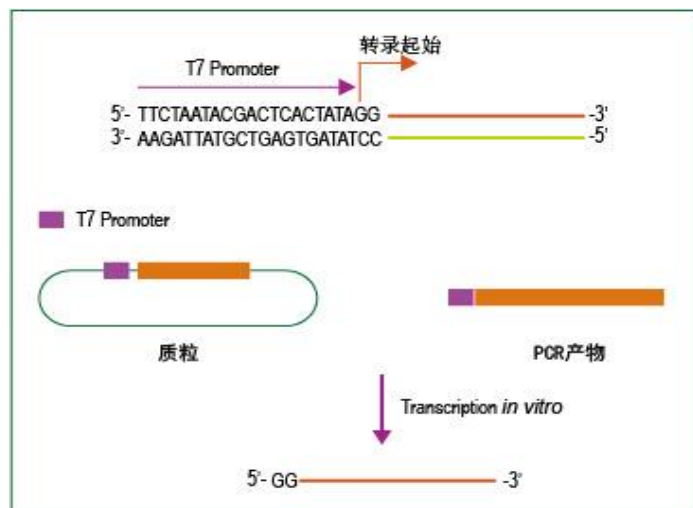 转录起始
T7 Promoter
5'- TTCTAATACGACTCACTATAGG -3'
3'- AAGATTATGCTGAGTGATATCC -5'
T7 Promoter
质粒
PCR产物
Transcription in vitro
5'- GG -3'